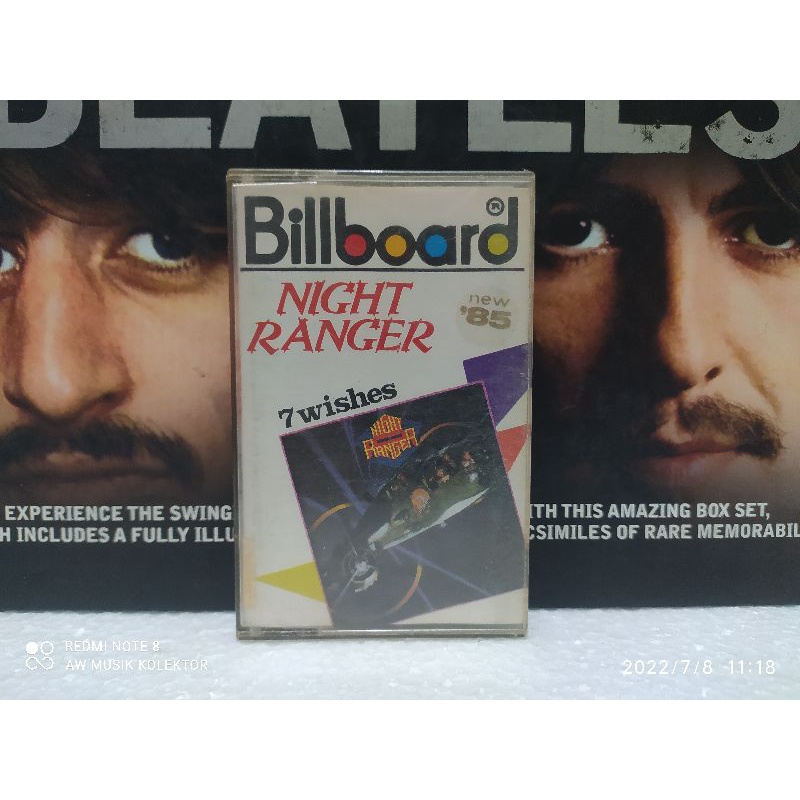 BEATLES
Billboard®
NIGHT
RANGER
new
'85
7 wishes
NIGHT
RANGER
EXPERIENCE THE SWING
WITH THIS AMAZING BOX SET,
H INCLUDES A FULLY ILLU
CSIMILES OF RARE MEMORABIL
REDMI NOTE 8
AW MUSIK KOLEKTOR
2022/7/8 11:18